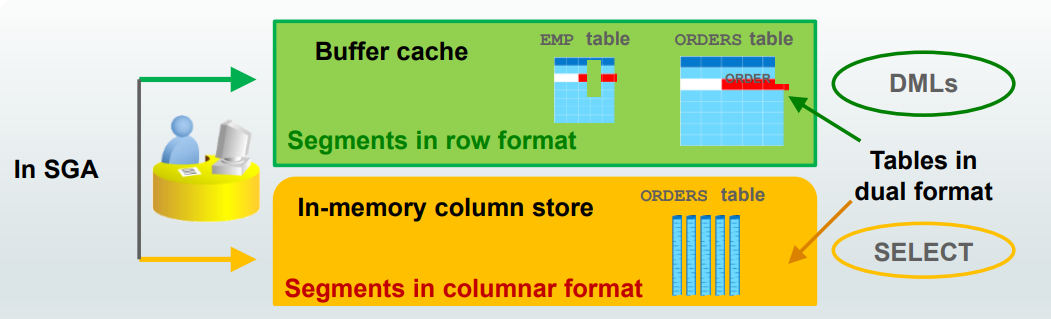 In SGA
Buffer cache
EMP table
ORDERS table
ORDER
Segments in row format
DMLs
Tables in
dual format
In-memory column store
ORDERS table
Segments in columnar format
SELECT